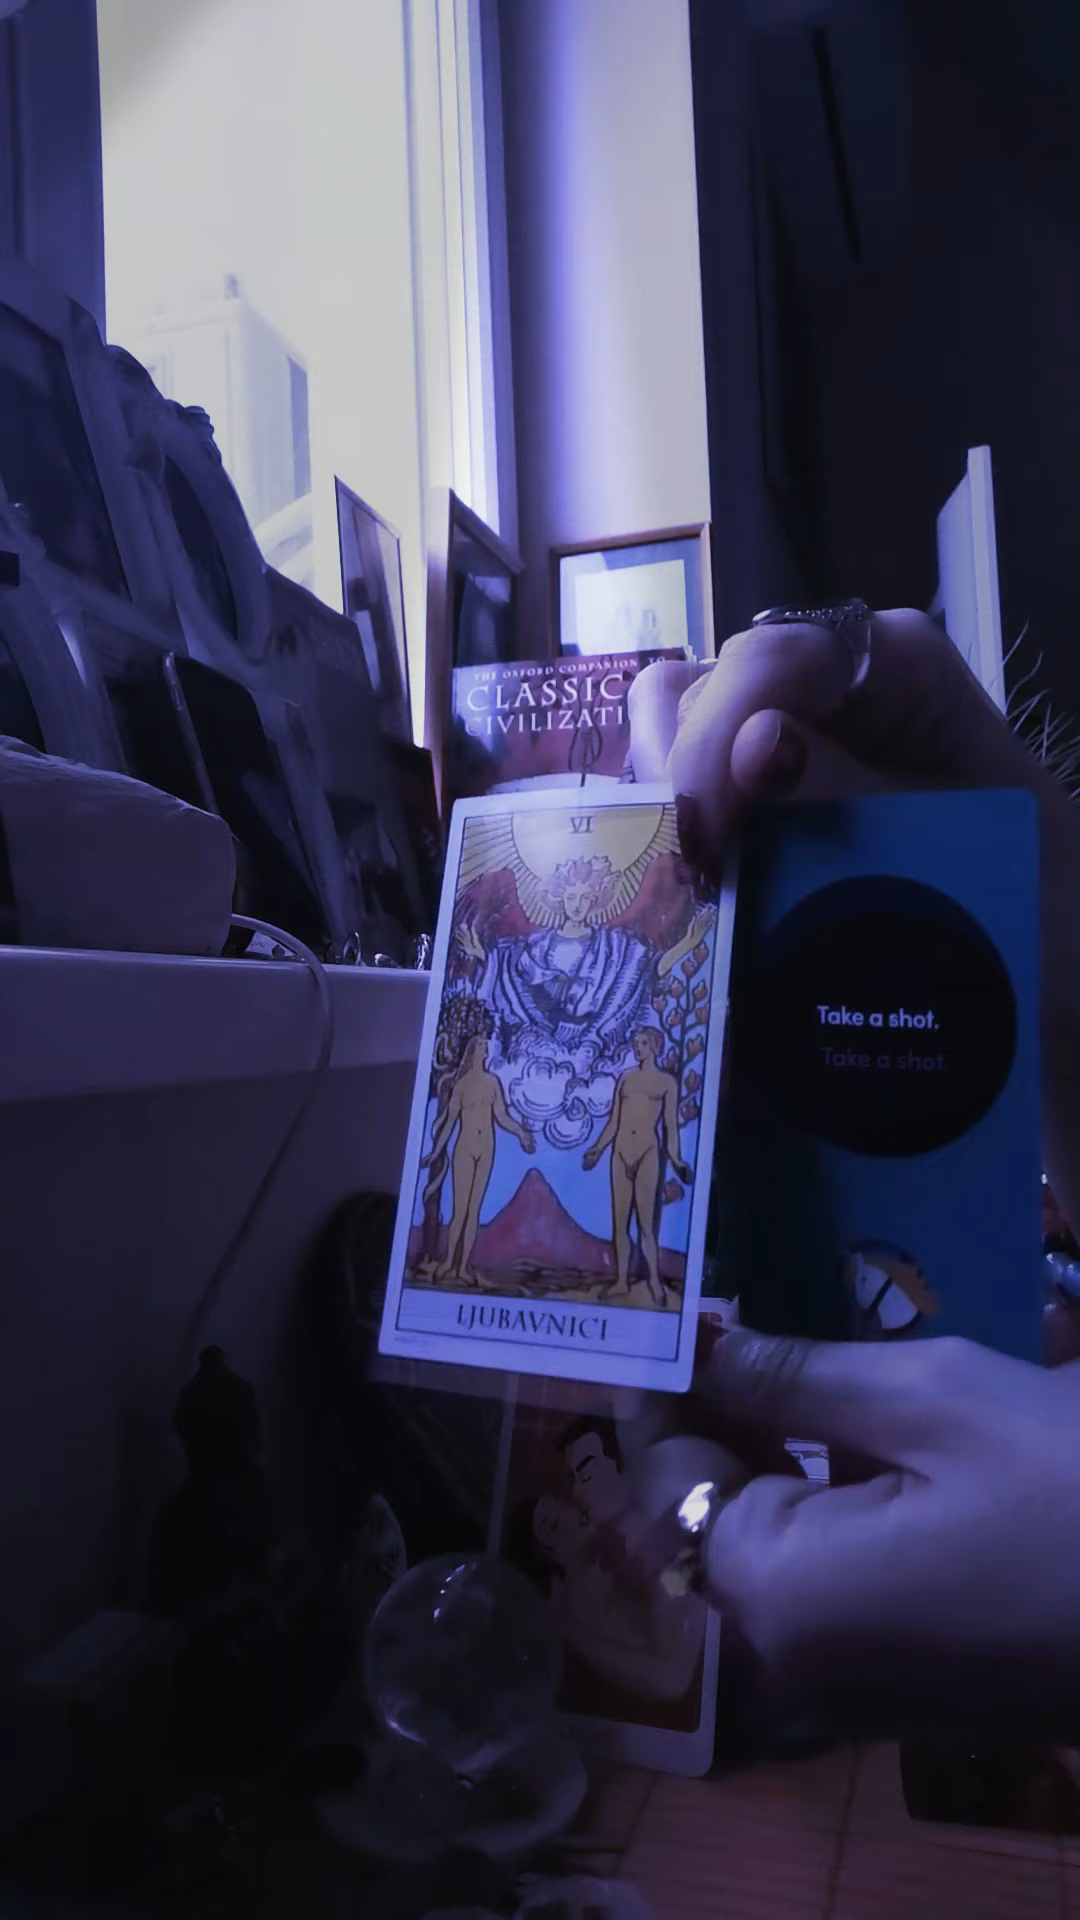 THE OXFORD COMPANION TO
CLASSIC
CIVILIZATI
VI
LJUBAVNICI
Take a shot.
Take a shot